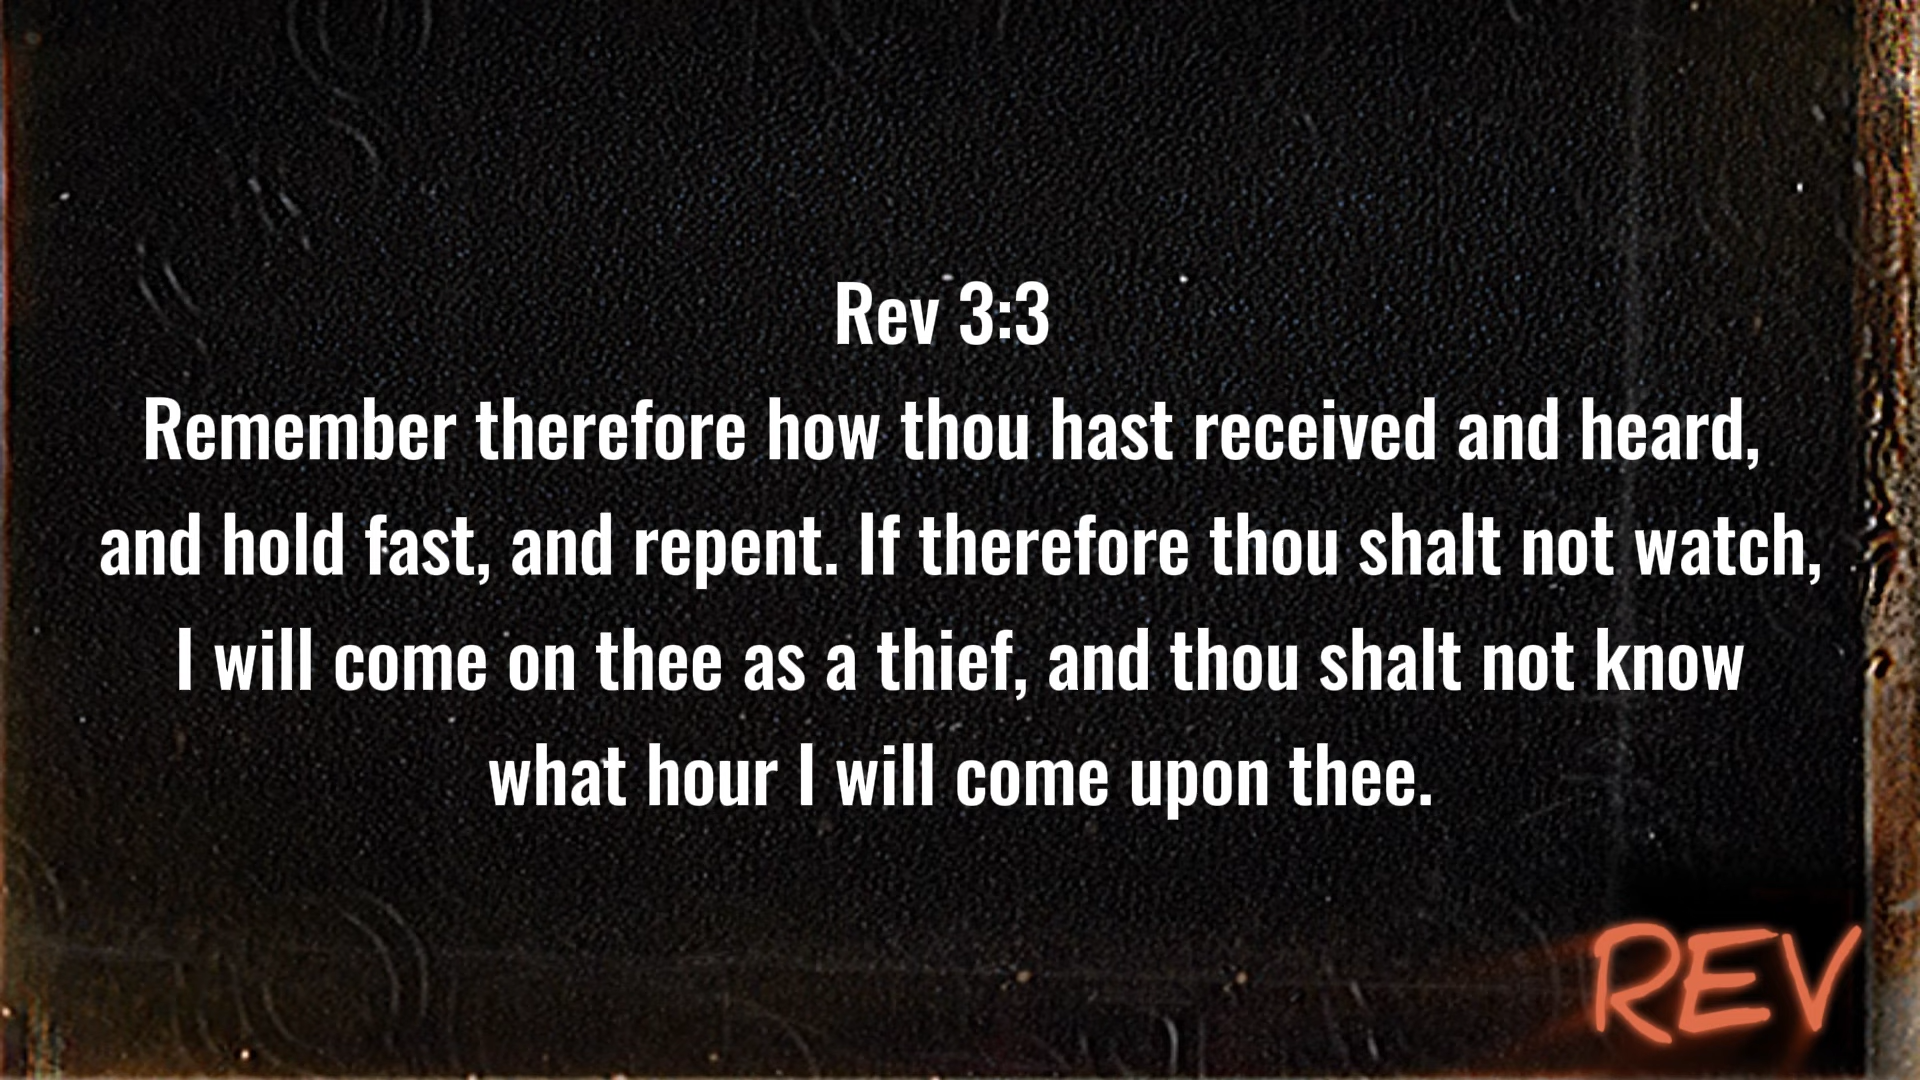 Rev 3:3
Remember therefore how thou hast received and heard,
and hold fast, and repent. If therefore thou shalt not watch,
I will come on thee as a thief, and thou shalt not know
what hour I will come upon thee.
REV